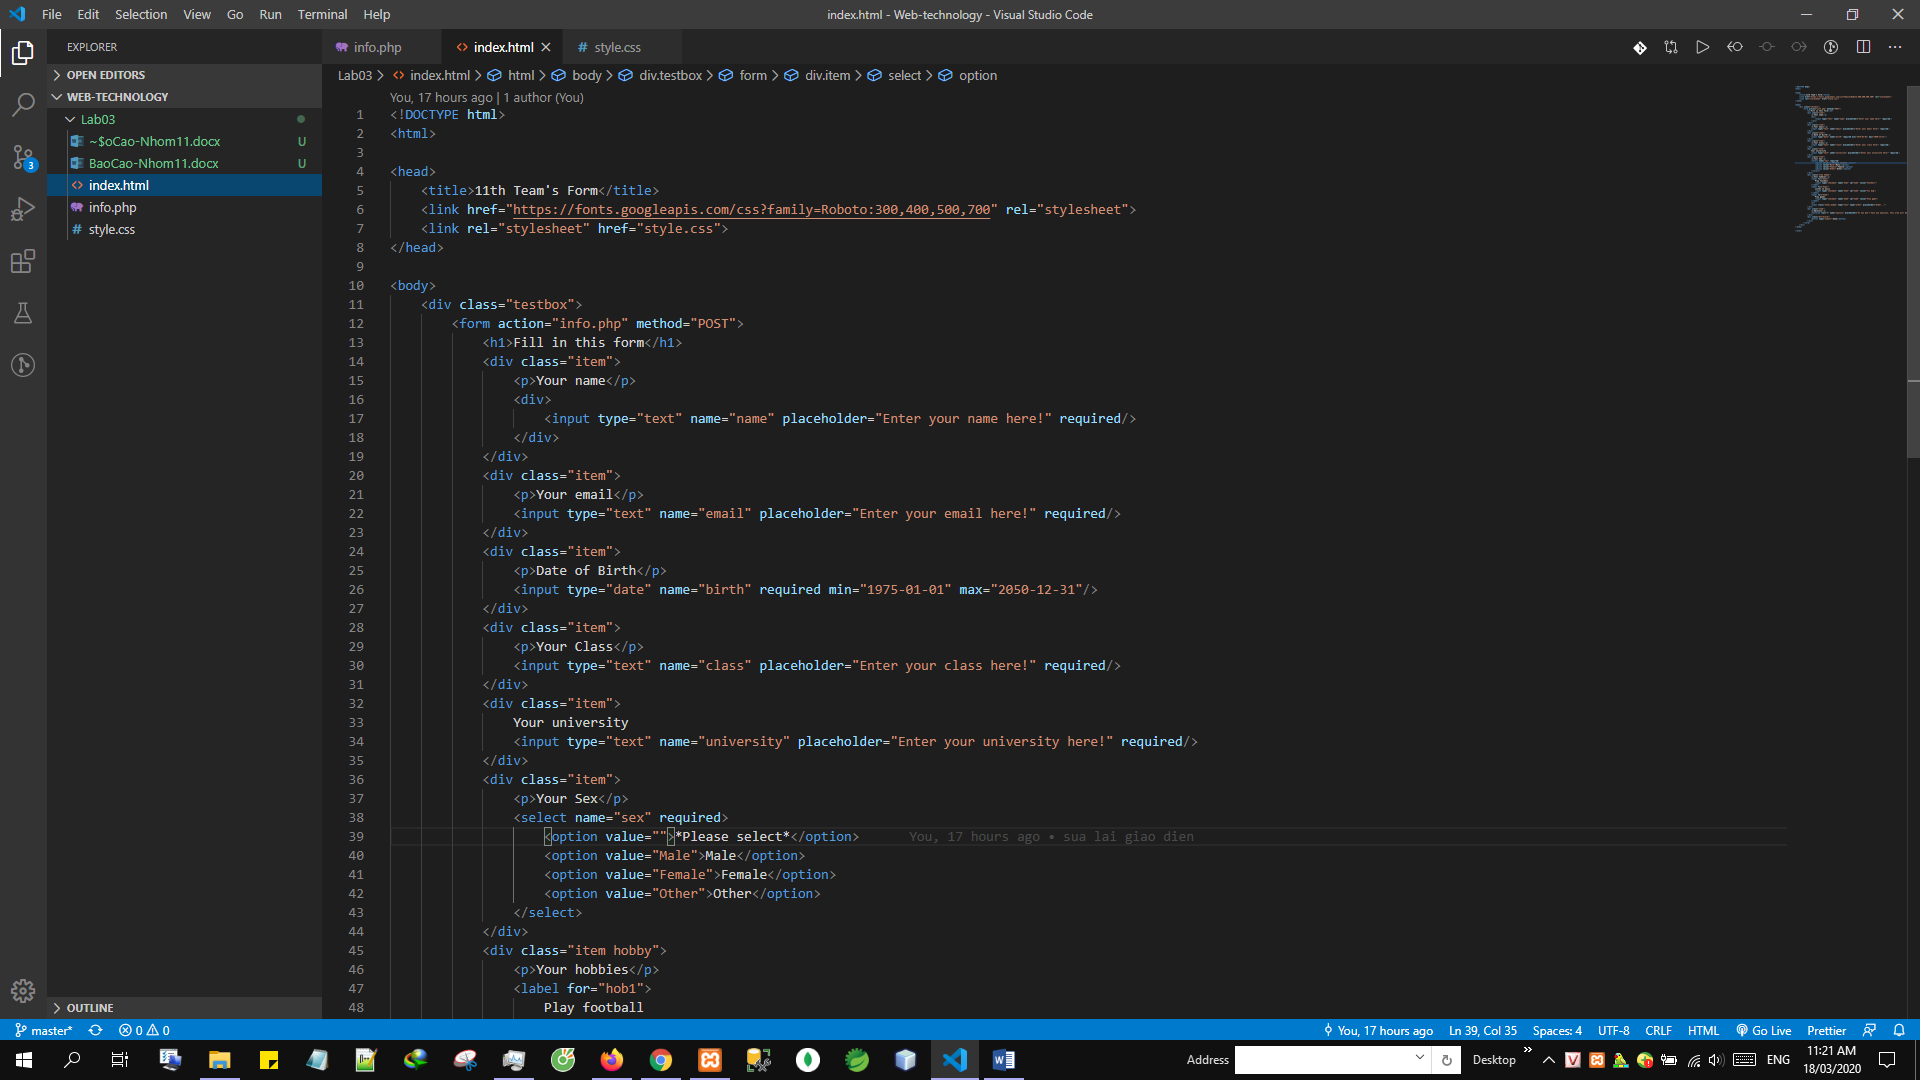 File Edit Selection View Go Run Terminal Help
index.html - Web-technology - Visual Studio Code
EXPLORER
OPEN EDITORS
WEB-TECHNOLOGY
Lab03
~$oCao-Nhom11.docx U
BaoCao-Nhom11.docx U
index.html
info.php
style.css
OUTLINE
3
info.php index.html style.css
Lab03 > index.html > html > body > div.testbox > form > div.item > select > option
You, 17 hours ago | 1 author (You)
1 <!DOCTYPE html>
2 <html>
3
4 <head>
5 <title>11th Team's Form</title>
6 <link href="https://fonts.googleapis.com/css?family=Roboto:300,400,500,700" rel="stylesheet">
7 <link rel="stylesheet" href="style.css">
8 </head>
9
10 <body>
11 <div class="testbox">
12 <form action="info.php" method="POST">
13 <h1>Fill in this form</h1>
14 <div class="item">
15 <p>Your name</p>
16 <div>
17 <input type="text" name="name" placeholder="Enter your name here!" required/>
18 </div>
19 </div>
20 <div class="item">
21 <p>Your email</p>
22 <input type="text" name="email" placeholder="Enter your email here!" required/>
23 </div>
24 <div class="item">
25 <p>Date of Birth</p>
26 <input type="date" name="birth" required min="1975-01-01" max="2050-12-31"/>
27 </div>
28 <div class="item">
29 <p>Your Class</p>
30 <input type="text" name="class" placeholder="Enter your class here!" required/>
31 </div>
32 <div class="item">
33 Your university
34 <input type="text" name="university" placeholder="Enter your university here!" required/>
35 </div>
36 <div class="item">
37 <p>Your Sex</p>
38 <select name="sex" required>
39 <option value="">*Please select*</option> You, 17 hours ago • sua lai giao dien
40 <option value="Male">Male</option>
41 <option value="Female">Female</option>
42 <option value="Other">Other</option>
43 </select>
44 </div>
45 <div class="item hobby">
46 <p>Your hobbies</p>
47 <label for="hob1">
48 Play football
master* 0 0 You, 17 hours ago Ln 39, Col 35 Spaces: 4 UTF-8 CRLF HTML Go Live Prettier
Address Desktop » ENG
11:21 AM
18/03/2020